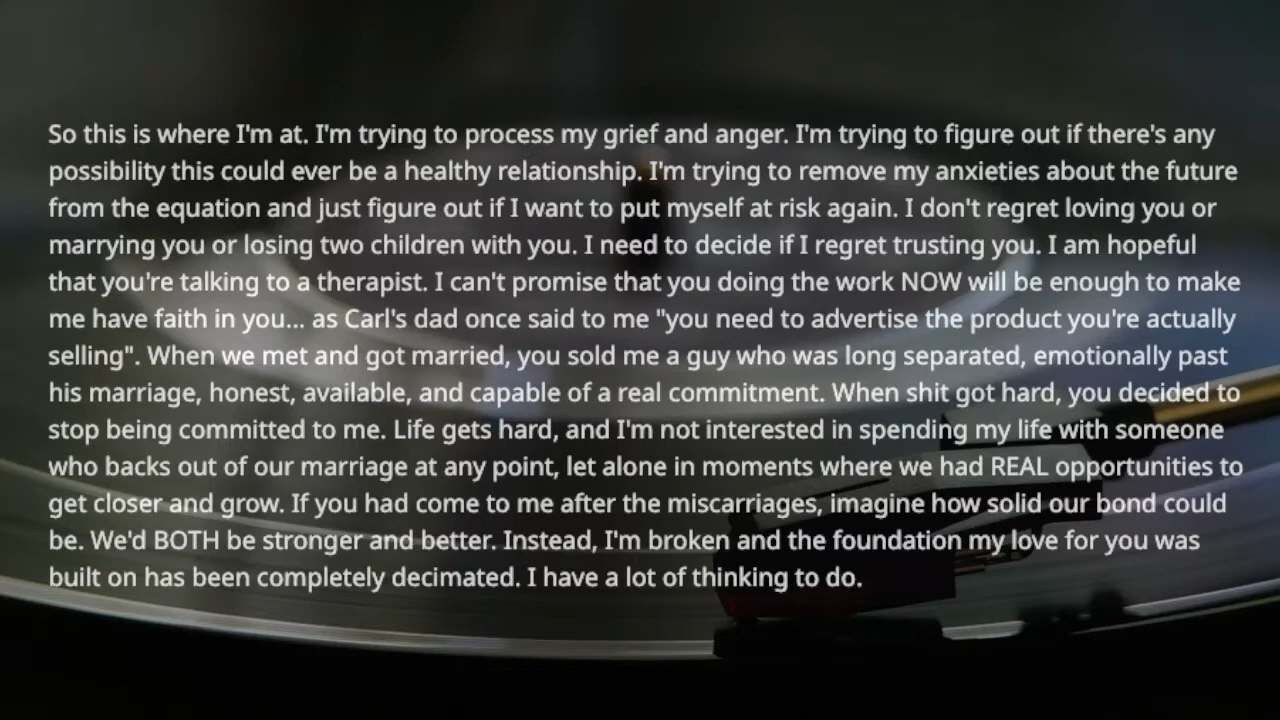 So this is where I'm at. I'm trying to process my grief and anger. I'm trying to figure out if there's any
possibility this could ever be a healthy relationship. I'm trying to remove my anxieties about the future
from the equation and just figure out if I want to put myself at risk again. I don't regret loving you or
marrying you or losing two children with you. I need to decide if I regret trusting you. I am hopeful
that you're talking to a therapist. I can't promise that you doing the work NOW will be enough to make
me have faith in you... as Carl's dad once said to me "you need to advertise the product you're actually
selling". When we met and got married, you sold me a guy who was long separated, emotionally past
his marriage, honest, available, and capable of a real commitment. When shit got hard, you decided to
stop being committed to me. Life gets hard, and I'm not interested in spending my life with someone
who backs out of our marriage at any point, let alone in moments where we had REAL opportunities to
get closer and grow. If you had come to me after the miscarriages, imagine how solid our bond could
be. We'd BOTH be stronger and better. Instead, I'm broken and the foundation my love for you was
built on has been completely decimated. I have a lot of thinking to do.